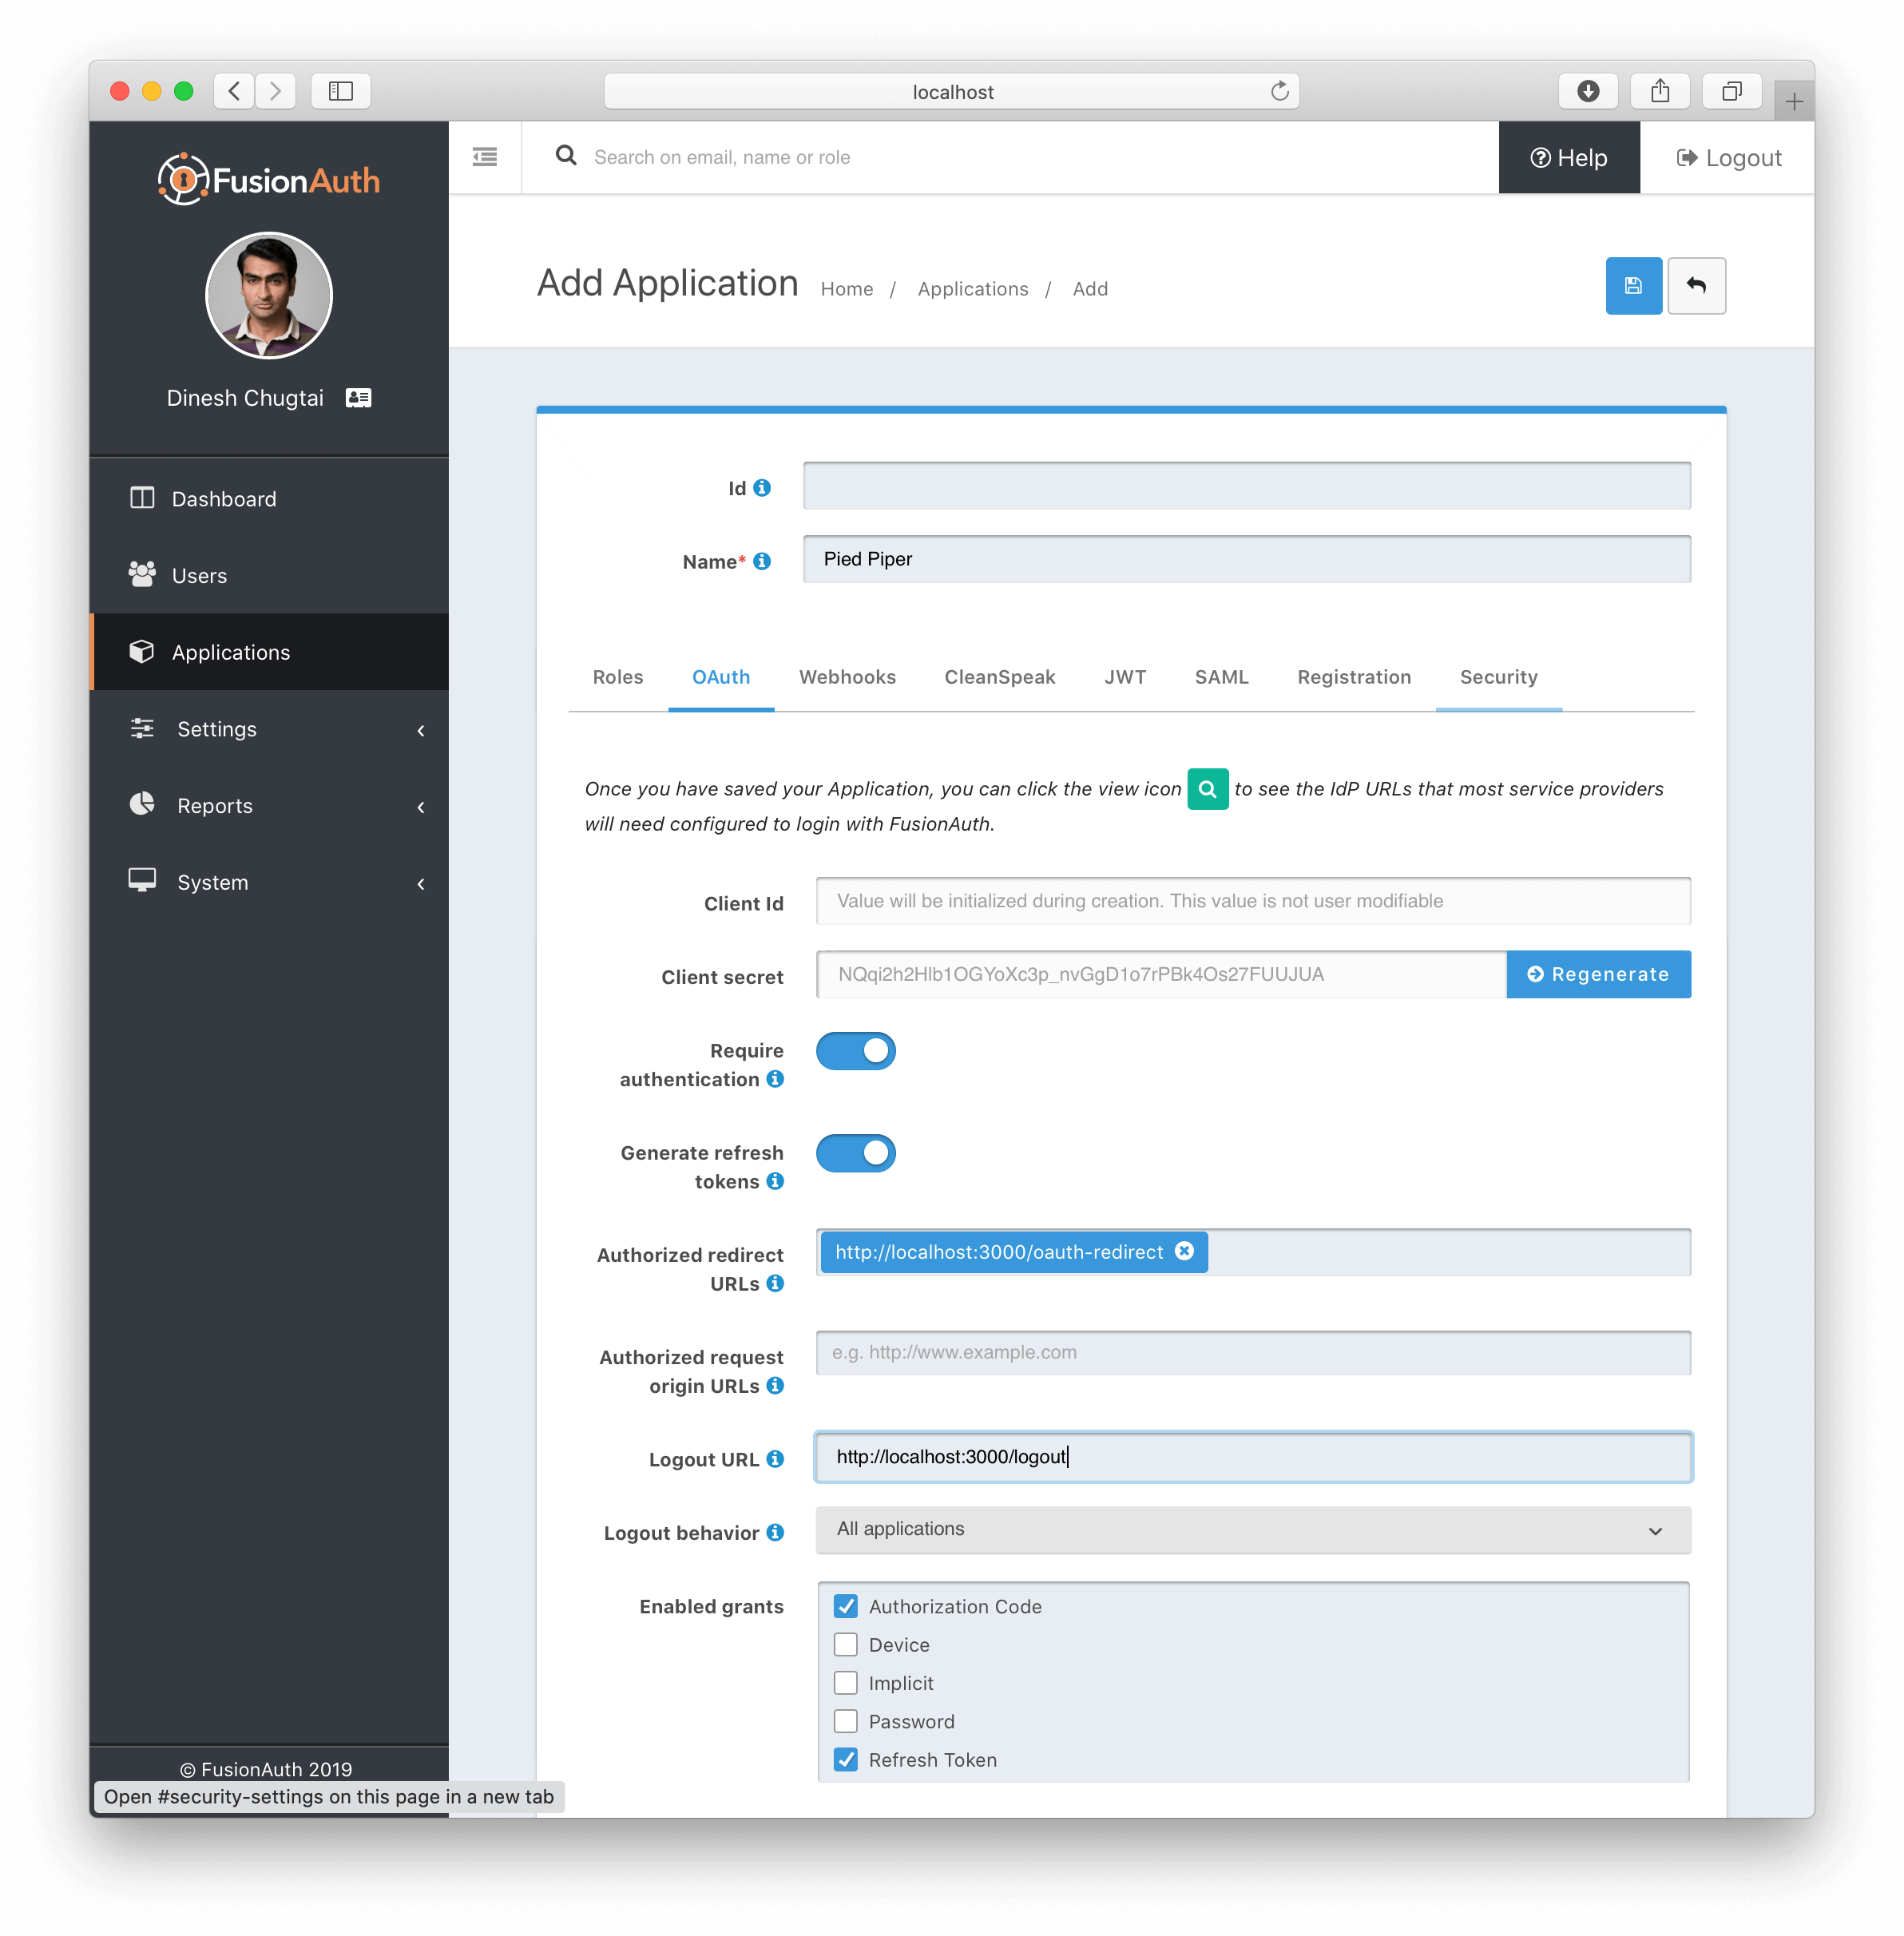 localhost
FusionAuth
Search on email, name or role
Help
Logout
Dinesh Chugtai
Dashboard
Users
Applications
Settings
Reports
System
© FusionAuth 2019
Open #security-settings on this page in a new tab
Add Application
Home / Applications / Add
Id
Name*
Pied Piper
Roles OAuth Webhooks CleanSpeak JWT SAML Registration Security
Once you have saved your Application, you can click the view icon to see the IdP URLs that most service providers
will need configured to login with FusionAuth.
Client Id
Value will be initialized during creation. This value is not user modifiable
Client secret
NQqi2h2Hlb1OGYoXc3p_nvGgD1o7rPBk4Os27FUUJUA
Regenerate
Require
authentication
Generate refresh
tokens
Authorized redirect
URLs
http://localhost:3000/oauth-redirect
Authorized request
origin URLs
e.g. http://www.example.com
Logout URL
http://localhost:3000/logout
Logout behavior
All applications
Enabled grants
Authorization Code
Device
Implicit
Password
Refresh Token